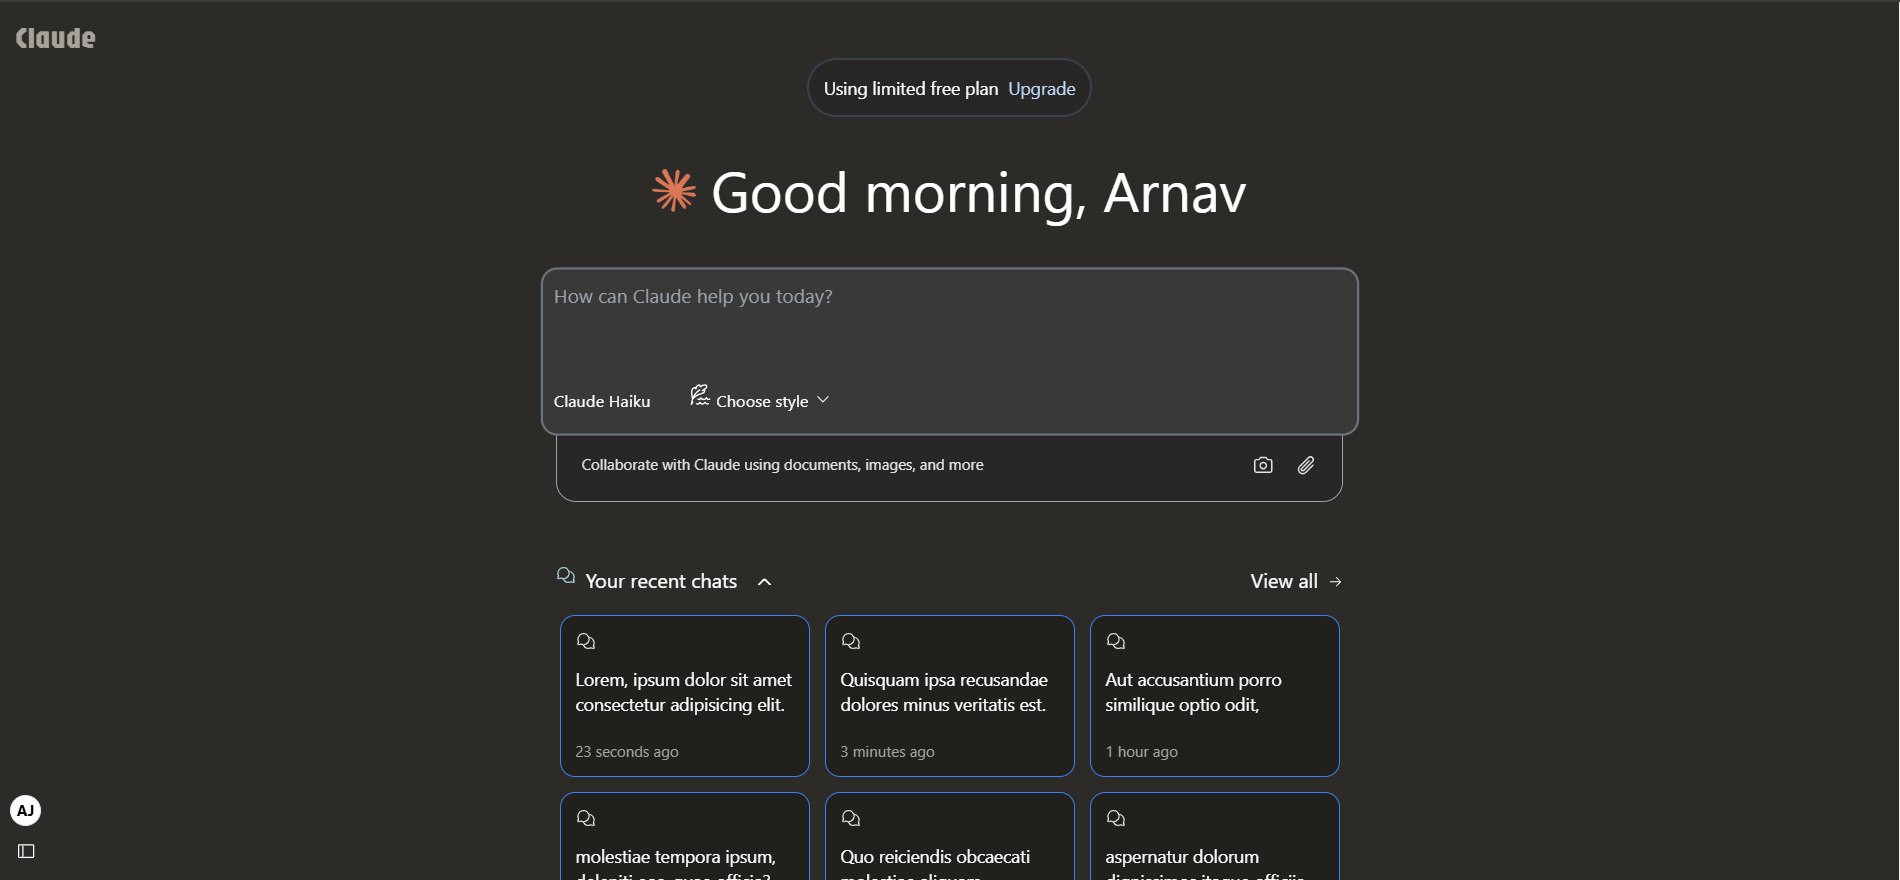 Claude
Using limited free plan Upgrade
Good morning, Arnav
How can Claude help you today?
Claude Haiku Choose style
Collaborate with Claude using documents, images, and more
Your recent chats View all →
Lorem, ipsum dolor sit amet
consectetur adipisicing elit.
23 seconds ago
Quisquam ipsa recusandae
dolores minus veritatis est.
3 minutes ago
Aut accusantium porro
similique optio odit,
1 hour ago
molestiae tempora ipsum,
Quo reiciendis obcaecati
aspernatur dolorum
AJ